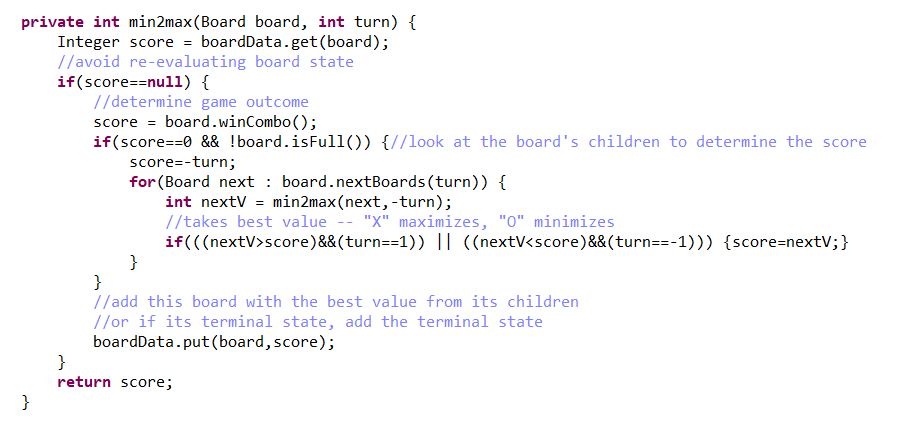 private int min2max(Board board, int turn) {
    Integer score = boardData.get(board);
    //avoid re-evaluating board state
    if(score==null) {
        //determine game outcome
        score = board.winCombo();
        if(score==0 && !board.isFull()) {//look at the board's children to determine the score
            score=-turn;
            for(Board next : board.nextBoards(turn)) {
                int nextV = min2max(next,-turn);
                //takes best value -- "X" maximizes, "O" minimizes
                if(((nextV>score)&&(turn==1)) || ((nextV<score)&&(turn==-1))) {score=nextV;}
            }
        }
        //add this board with the best value from its children
        //or if its terminal state, add the terminal state
        boardData.put(board,score);
    }
    return score;
}